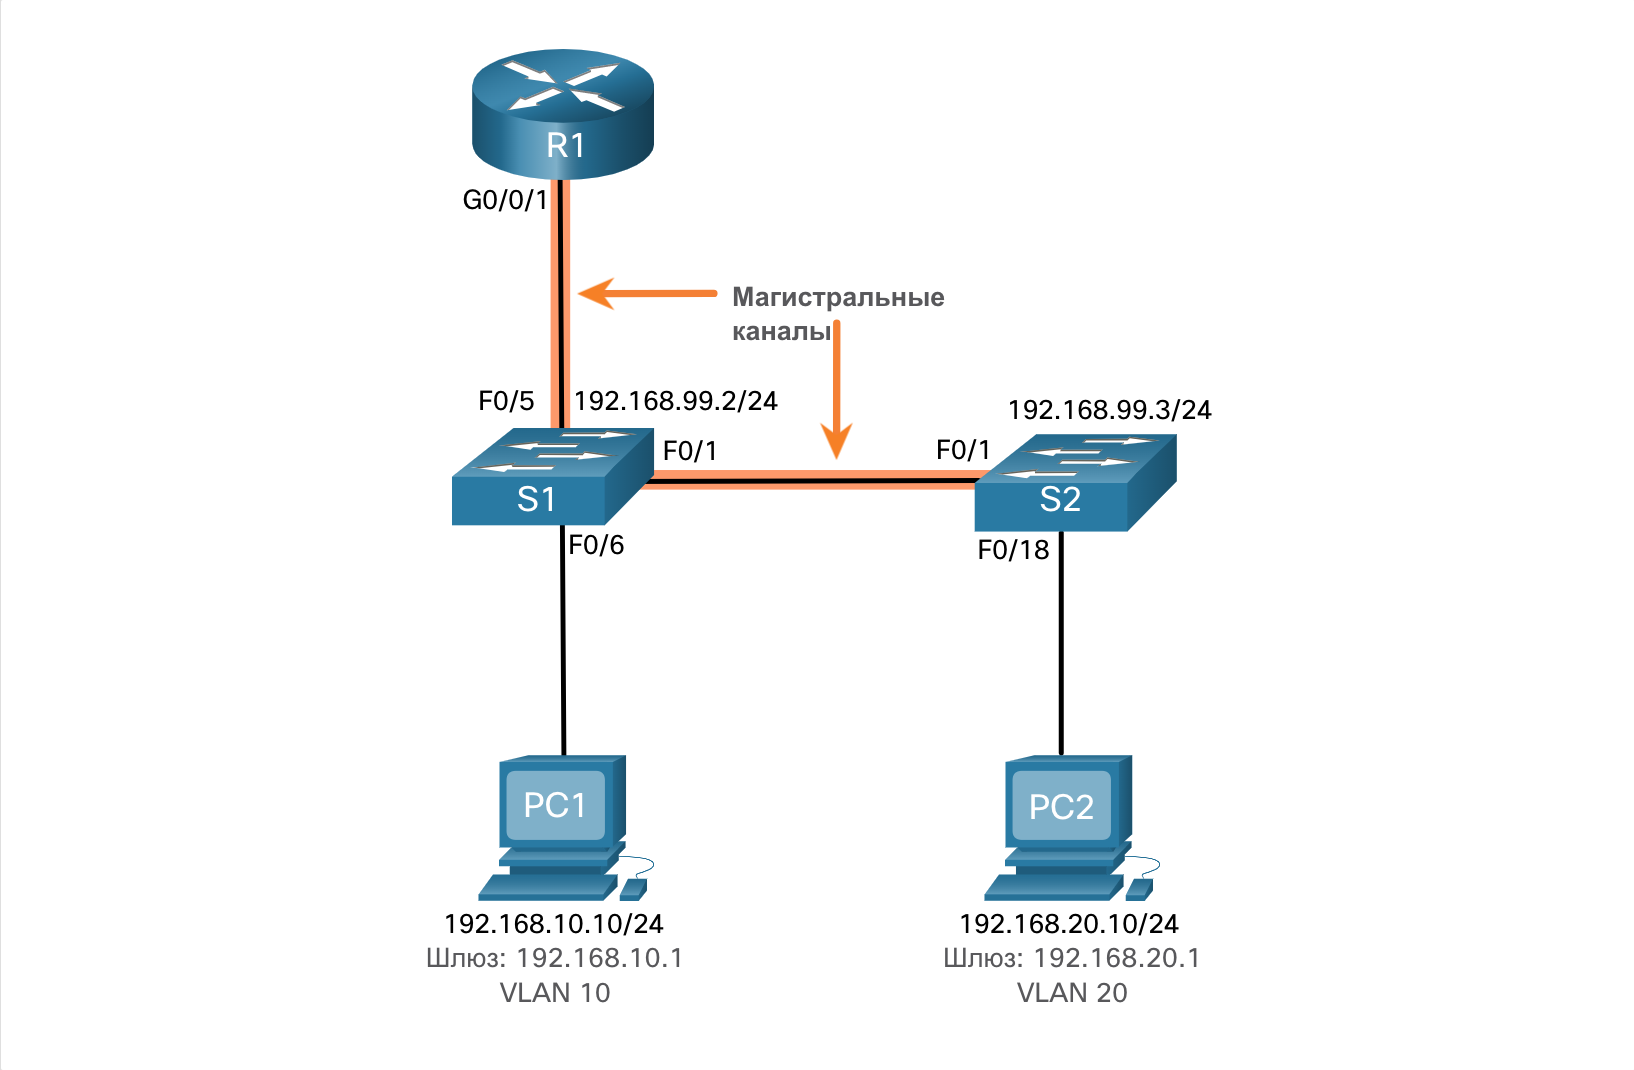 R1
G0/0/1
Магистральные
каналы
F0/5
192.168.99.2/24
192.168.99.3/24
F0/1
F0/1
S1
S2
F0/6
F0/18
PC1
PC2
192.168.10.10/24
Шлюз: 192.168.10.1
VLAN 10
192.168.20.10/24
Шлюз: 192.168.20.1
VLAN 20